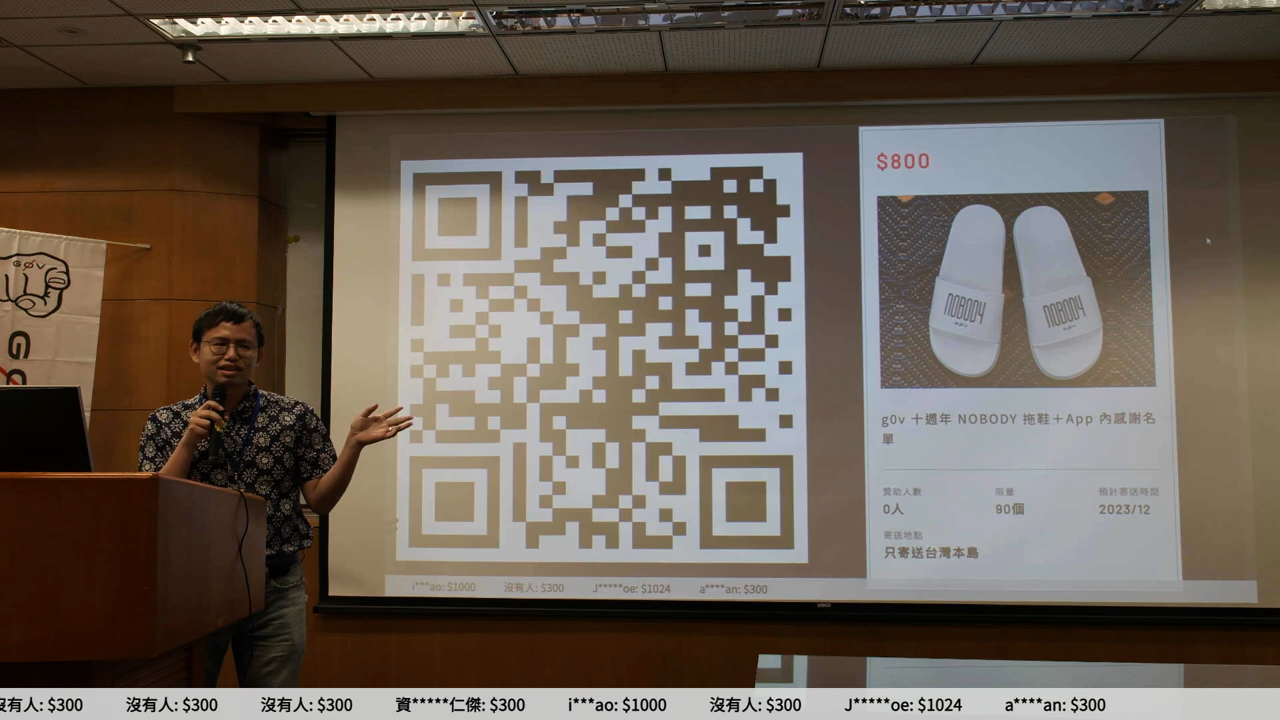 G0V
G0
$800
NOBODY
NOBODY
g0v 十週年 NOBODY 拖鞋＋App 內感謝名
單
贊助人數 限量 預計寄送時間
0人 90個 2023/12
寄送地點
只寄送台灣本島
i***ao: $1000 沒有人: $300 J*****oe: $1024 a****an: $300
沒有人: $300 沒有人: $300 沒有人: $300 資*****仁傑: $300 i***ao: $1000 沒有人: $300 J*****oe: $1024 a****an: $300